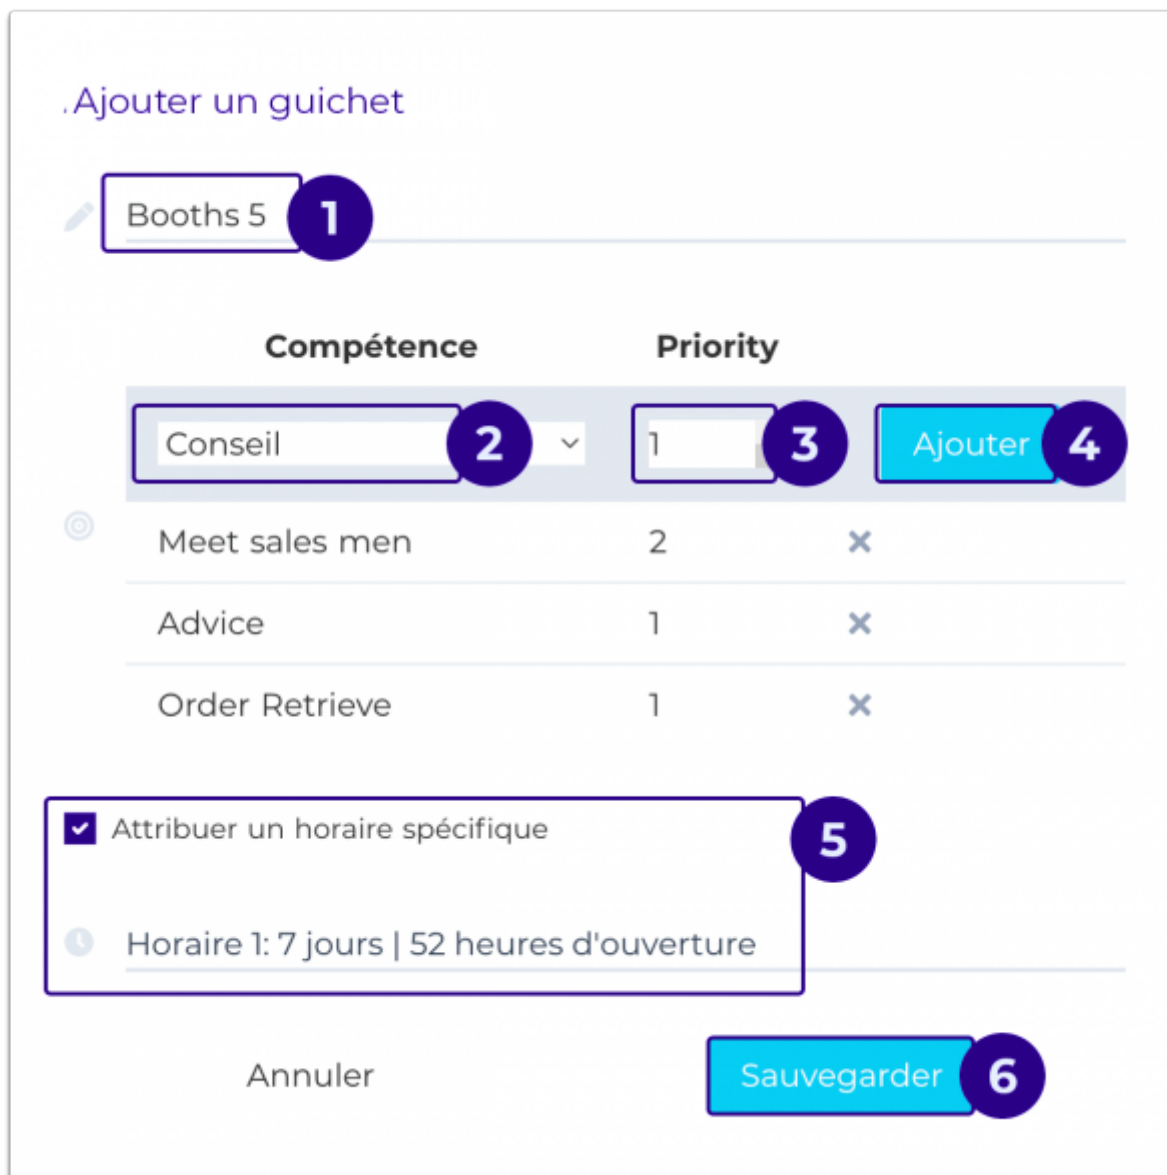 . Ajouter un guichet
Booths 5 1
Compétence Priority
Conseil 2 1 3 Ajouter 4
Meet sales men 2
Advice 1
Order Retrieve 1
Attribuer un horaire spécifique 5
Horaire 1: 7 jours | 52 heures d'ouverture
Annuler Sauvegarder 6